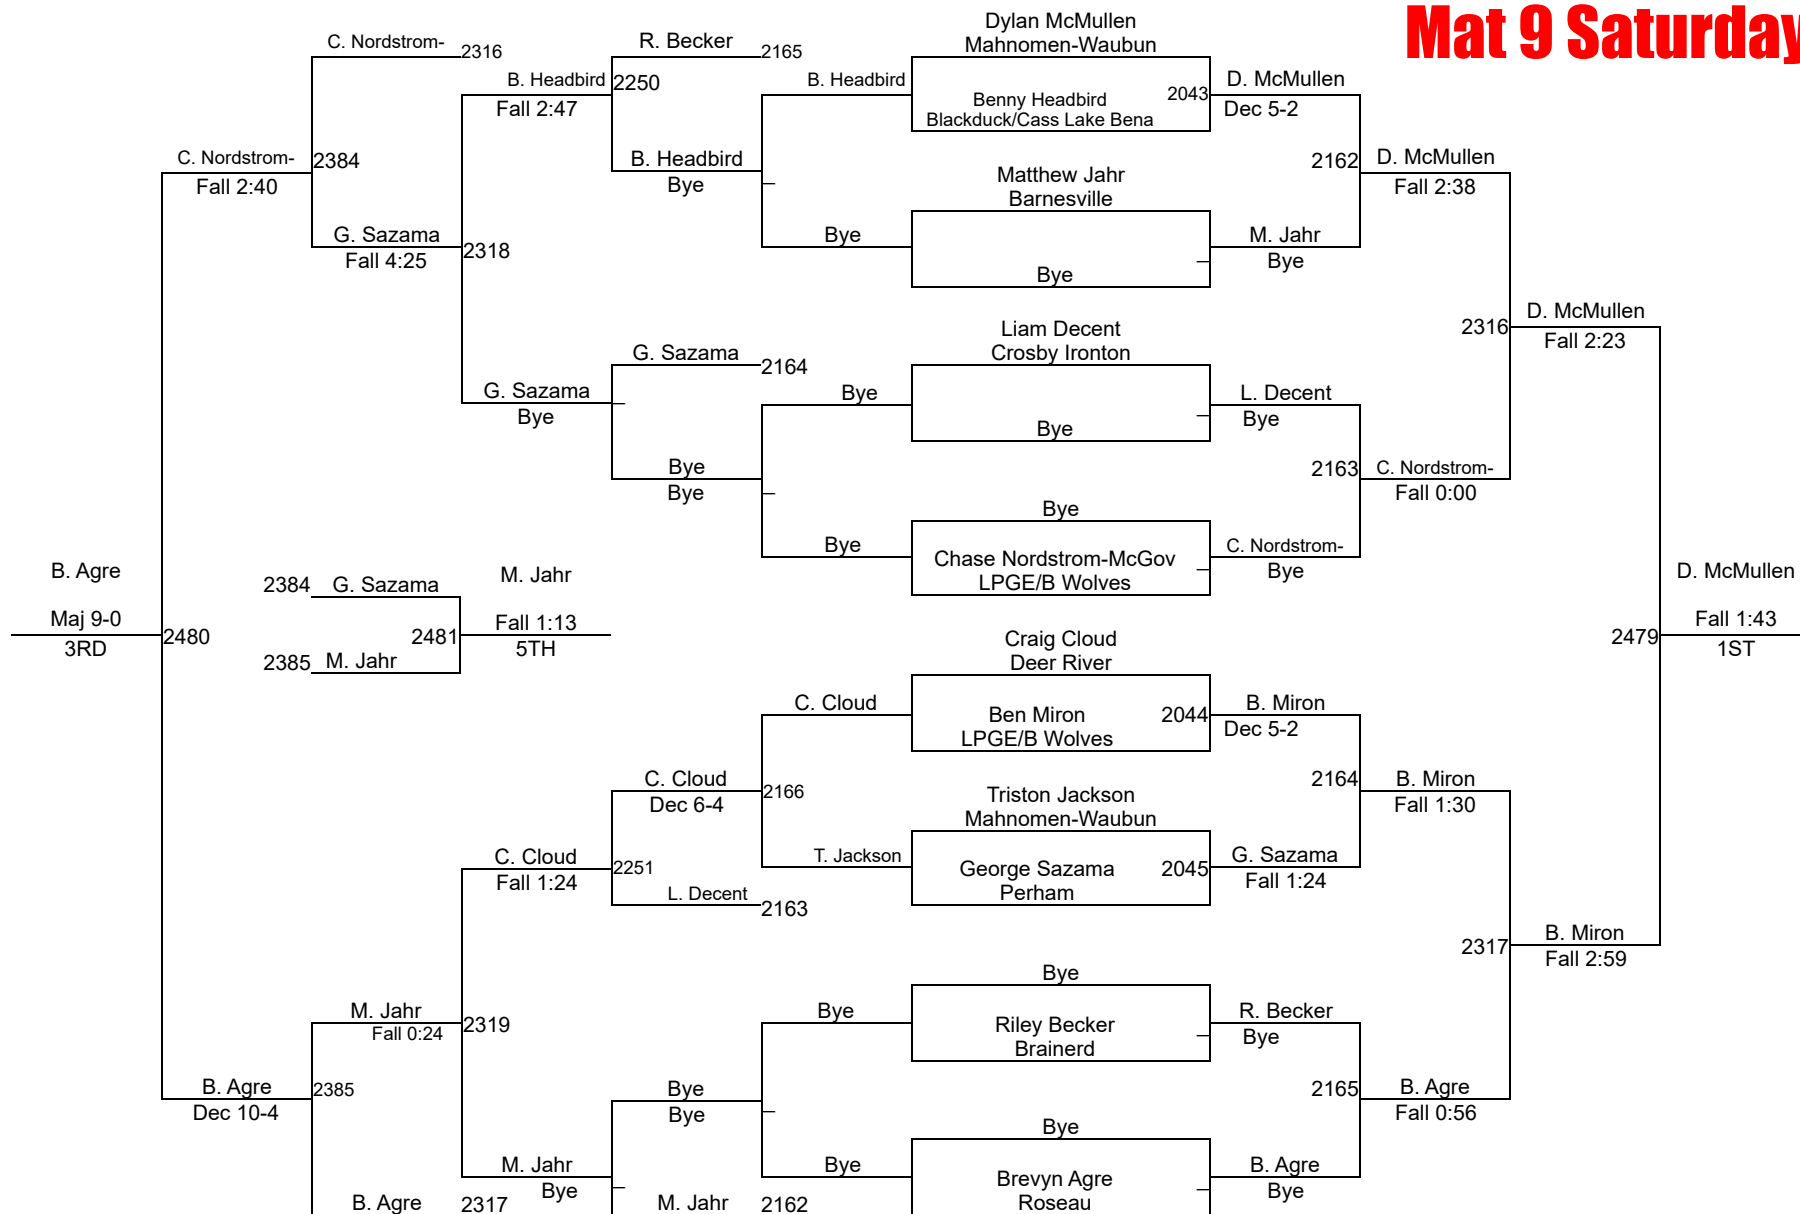 Mat 9 Saturday
Dylan McMullen
Mahnomen-Waubun
C. Nordstrom-
2316
R. Becker
2165
B. Headbird
2250
Fall 2:47
B. Headbird
Benny Headbird
Blackduck/Cass Lake Bena
2043
D. McMullen
Dec 5-2
C. Nordstrom-
2384
Fall 2:40
B. Headbird
Bye
Matthew Jahr
Barnesville
2162
D. McMullen
Fall 2:38
G. Sazama
Fall 4:25
2318
Bye
Bye
M. Jahr
Bye
Liam Decent
Crosby Ironton
2316
D. McMullen
Fall 2:23
G. Sazama
2164
G. Sazama
Bye
Bye
Bye
L. Decent
Bye
Bye
Bye
2163
C. Nordstrom-
Fall 0:00
Bye
Bye
Chase Nordstrom-McGov
LPGE/B Wolves
C. Nordstrom-
Bye
B. Agre
Maj 9-0
3RD
2480
2384
G. Sazama
2481
2385
M. Jahr
M. Jahr
Fall 1:13
5TH
D. McMullen
2479
Fall 1:43
1ST
Craig Cloud
Deer River
C. Cloud
Ben Miron
LPGE/B Wolves
2044
B. Miron
Dec 5-2
C. Cloud
Dec 6-4
2166
Triston Jackson
Mahnomen-Waubun
2164
B. Miron
Fall 1:30
C. Cloud
Fall 1:24
2251
T. Jackson
George Sazama
Perham
2045
G. Sazama
Fall 1:24
L. Decent
2163
2317
B. Miron
Fall 2:59
Bye
M. Jahr
Fall 0:24
2319
Bye
Riley Becker
Brainerd
R. Becker
Bye
B. Agre
Dec 10-4
2385
Bye
Bye
2165
B. Agre
Fall 0:56
Bye
M. Jahr
Bye
Bye
Brevyn Agre
Roseau
B. Agre
Bye
B. Agre
2317
M. Jahr
2162